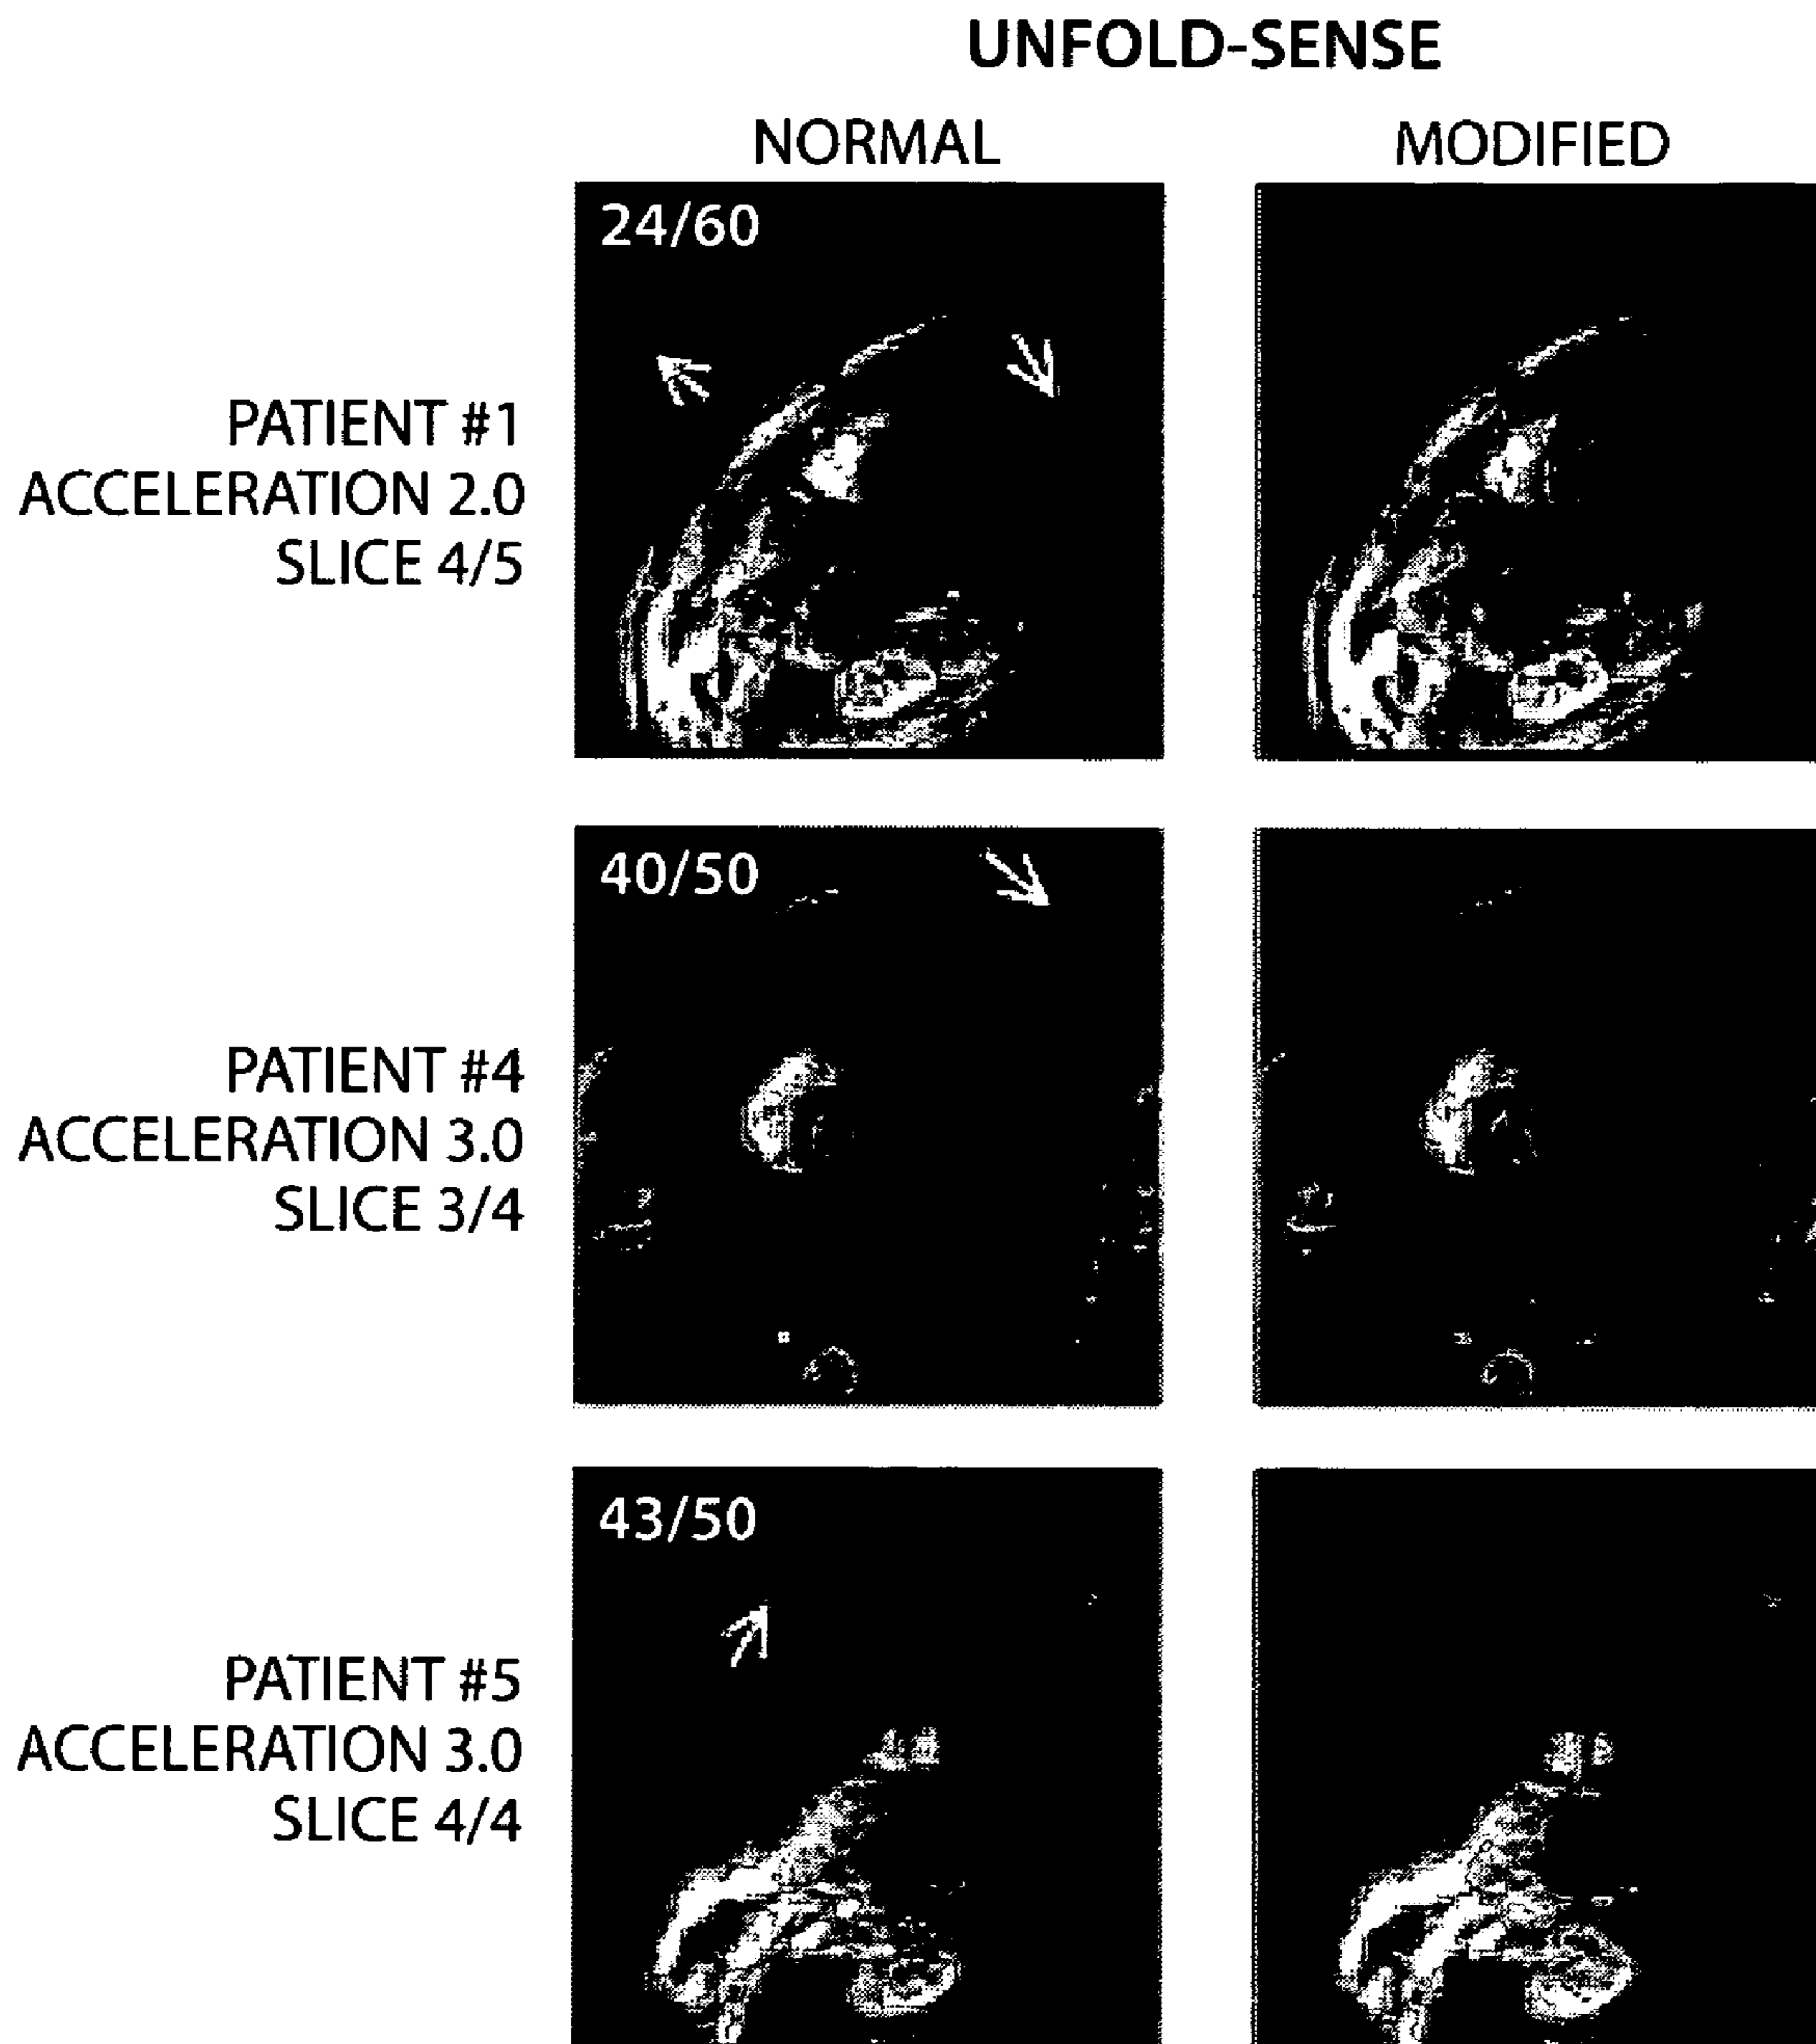 UNFOLD-SENSE
NORMAL
MODIFIED
24/60
PATIENT #1
ACCELERATION 2.0
SLICE 4/5
40/50
PATIENT #4
ACCELERATION 3.0
SLICE 3/4
43/50
PATIENT #5
ACCELERATION 3.0
SLICE 4/4